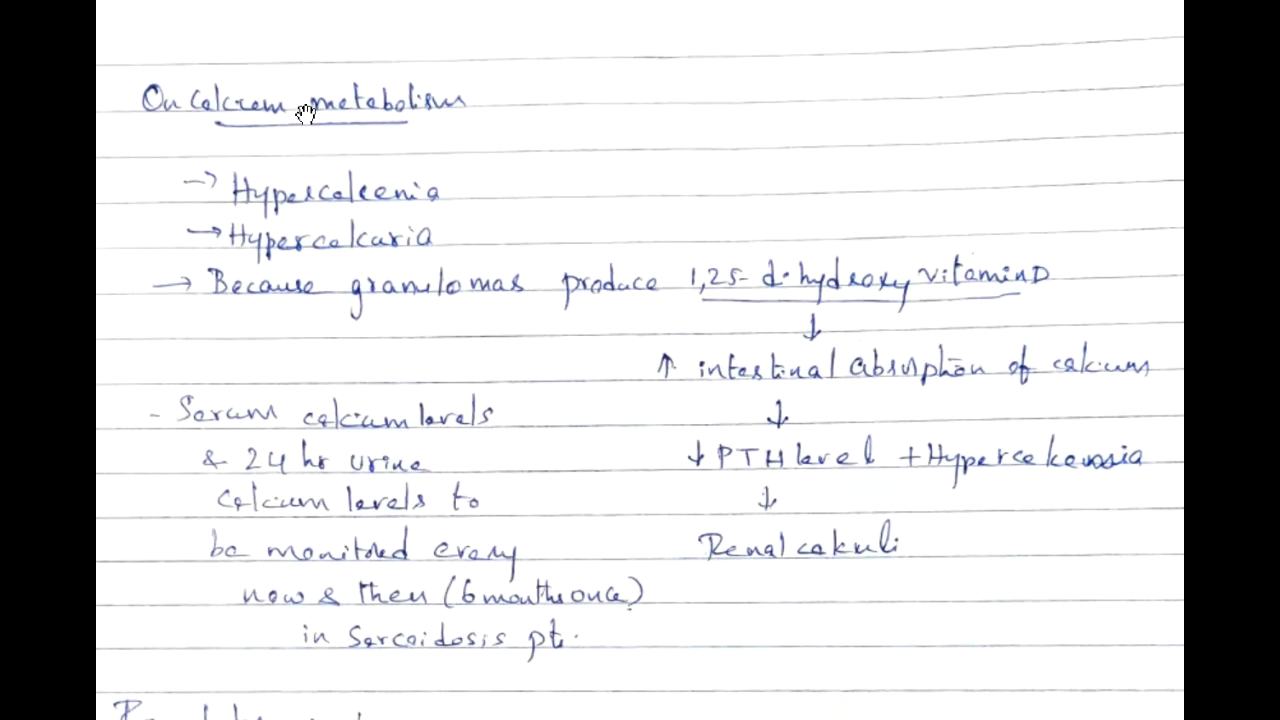 On Calcium metabolism
→ Hypercalcemia
→ Hypercalcuria
→ Because granulomas produce 1,25-dihydroxy vitamin D
↓
↑ intestinal absorption of calcium
↓
↓ PTH level + Hypercalcaeusia
↓
Renal calculi
- Serum calcium levels
& 24 hr urine
calcium levels to
be monitored every
now & then (6 months once)
in Sarcoidosis pt.